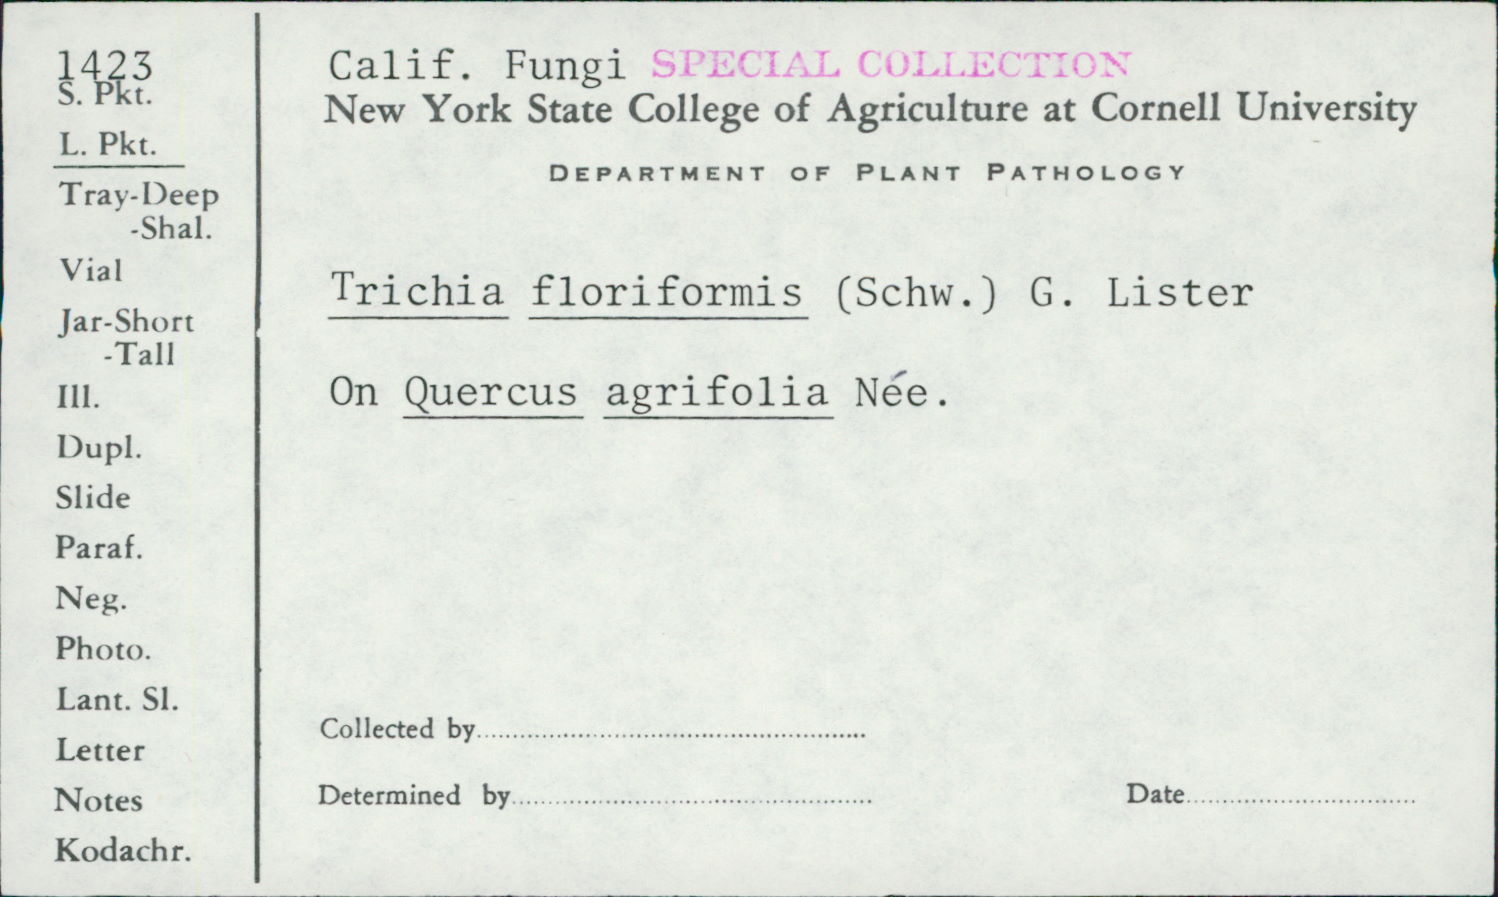 1423
S. Pkt.
L. Pkt.
Tray-Deep
-Shal.
Vial
Jar-Short
-Tall
Ill.
Dupl.
Slide
Paraf.
Neg.
Photo.
Lant. Sl.
Letter
Notes
Kodachr.
Calif. Fungi SPECIAL COLLECTION
New York State College of Agriculture at Cornell University
DEPARTMENT OF PLANT PATHOLOGY
Trichia floriformis (Schw.) G. Lister
On Quercus agrifolia Née.
Collected by
Determined by
Date